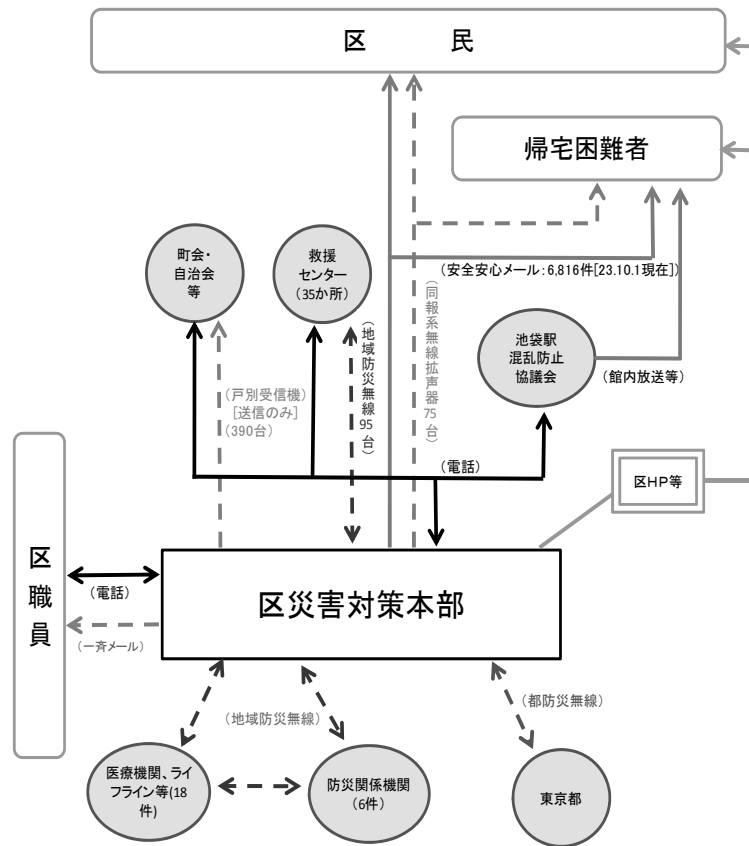 区 民
帰宅困難者
町会・
自治会
等
救援
センター
（35か所）
（安全安心メール：6,816件[23.10.1現在]）
（同報系無線拡声器75台）
（地域防災無線95台）
池袋駅
混乱防止
協議会
（館内放送等）
（戸別受信機）
［送信のみ］
（390台）
（電話）
区HP等
区職員
（電話）
（一斉メール）
区災害対策本部
（地域防災無線）
（都防災無線）
医療機関、ライ
フライン等(18
件)
防災関係機関
（6件）
東京都